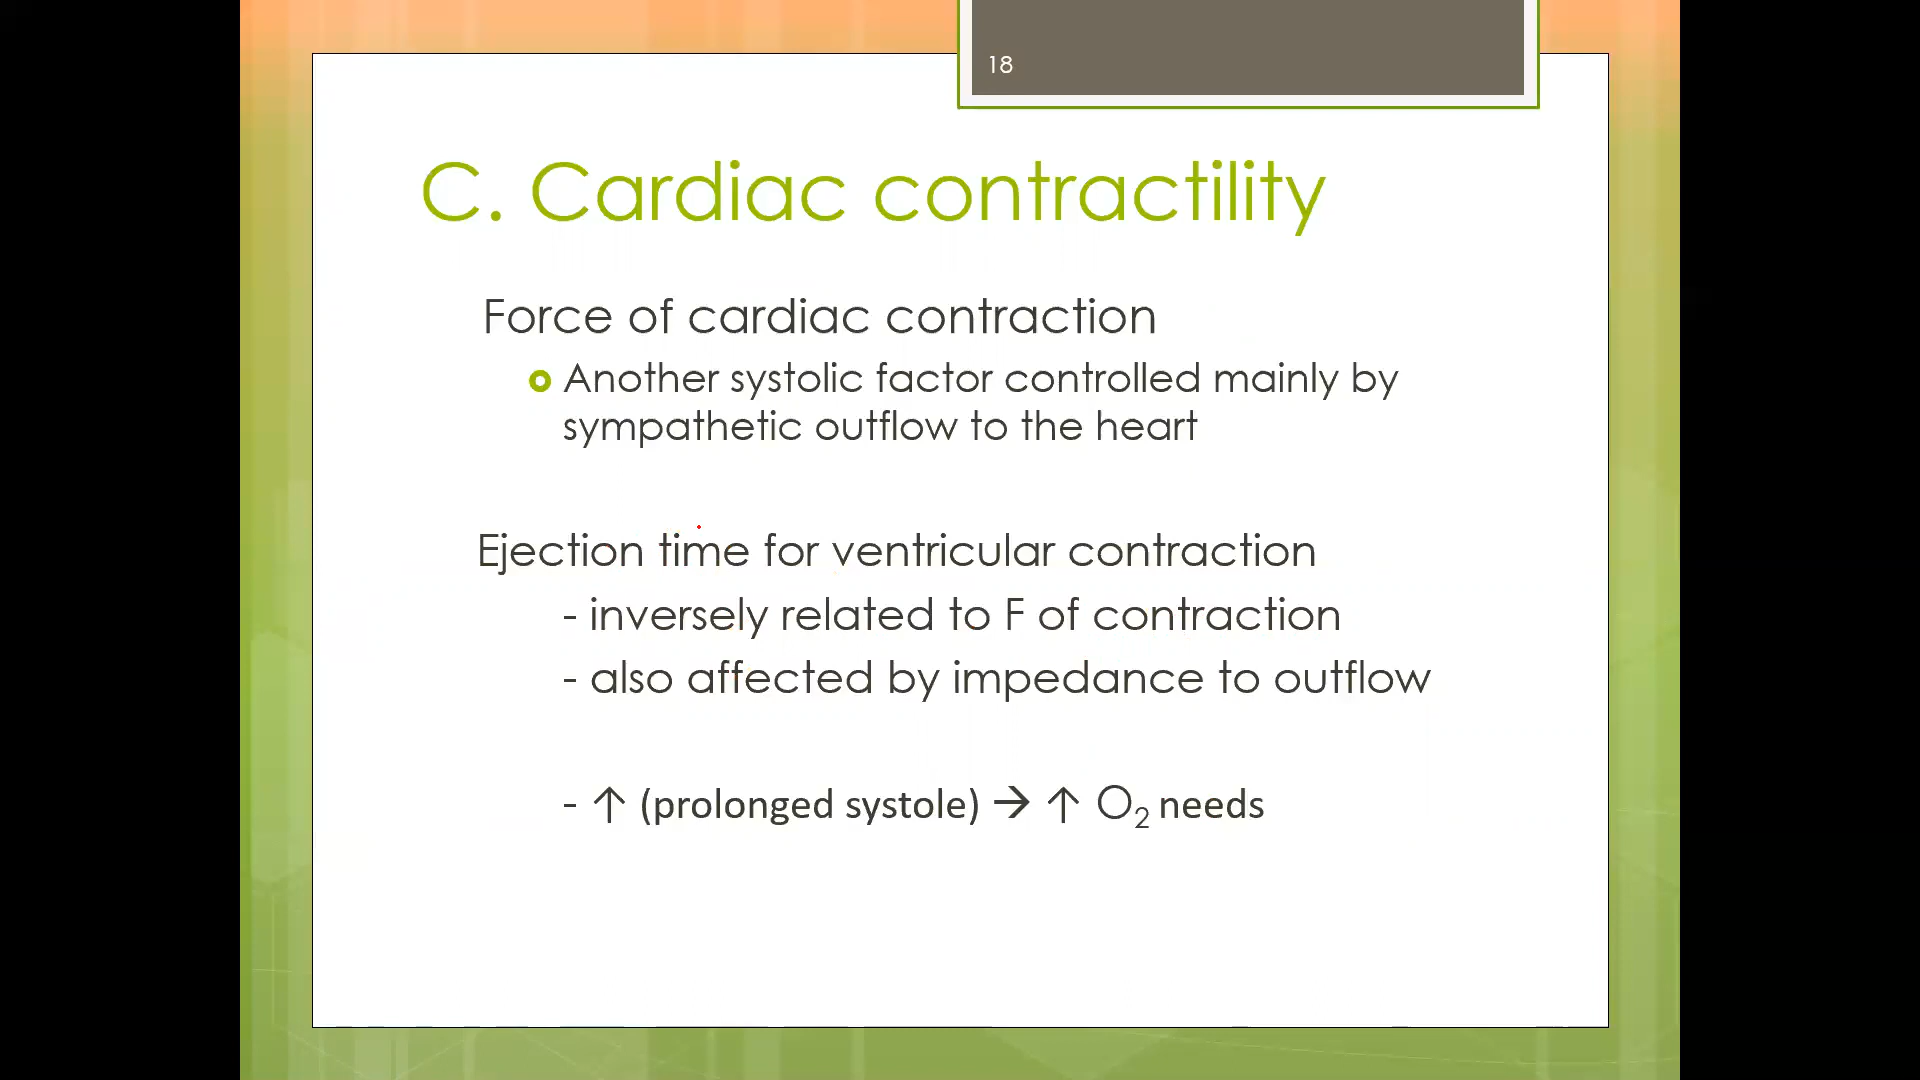 18
C. Cardiac contractility
Force of cardiac contraction
Another systolic factor controlled mainly by
sympathetic outflow to the heart
Ejection time for ventricular contraction
- inversely related to F of contraction
- also affected by impedance to outflow
- ↑ (prolonged systole) → ↑ O₂ needs